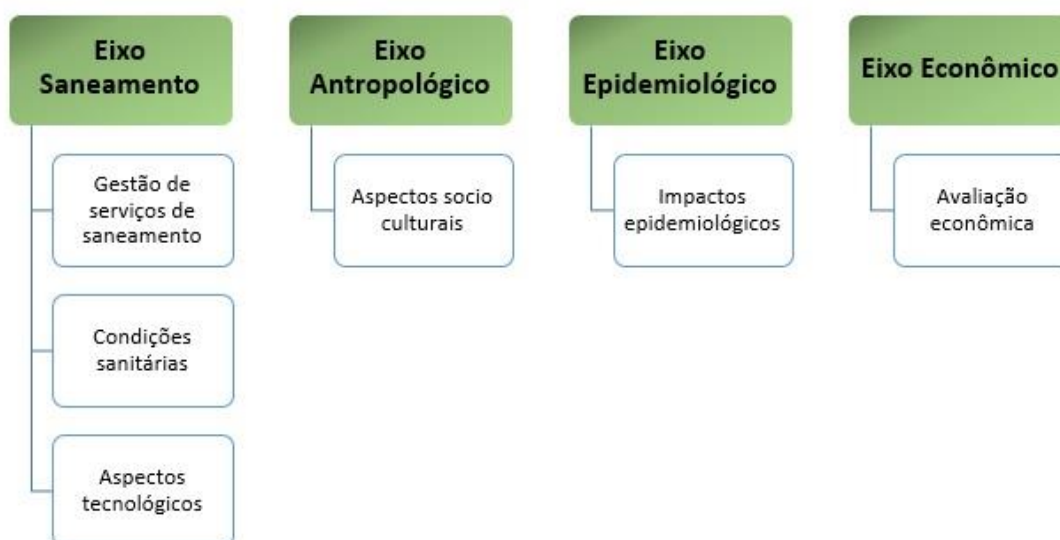 Eixo
Saneamento
Gestão de
serviços de
saneamento
Condições
sanitárias
Aspectos
tecnológicos
Eixo
Antropológico
Aspectos socio
culturais
Eixo
Epidemiológico
Impactos
epidemiológicos
Eixo Econômico
Avaliação
econômica